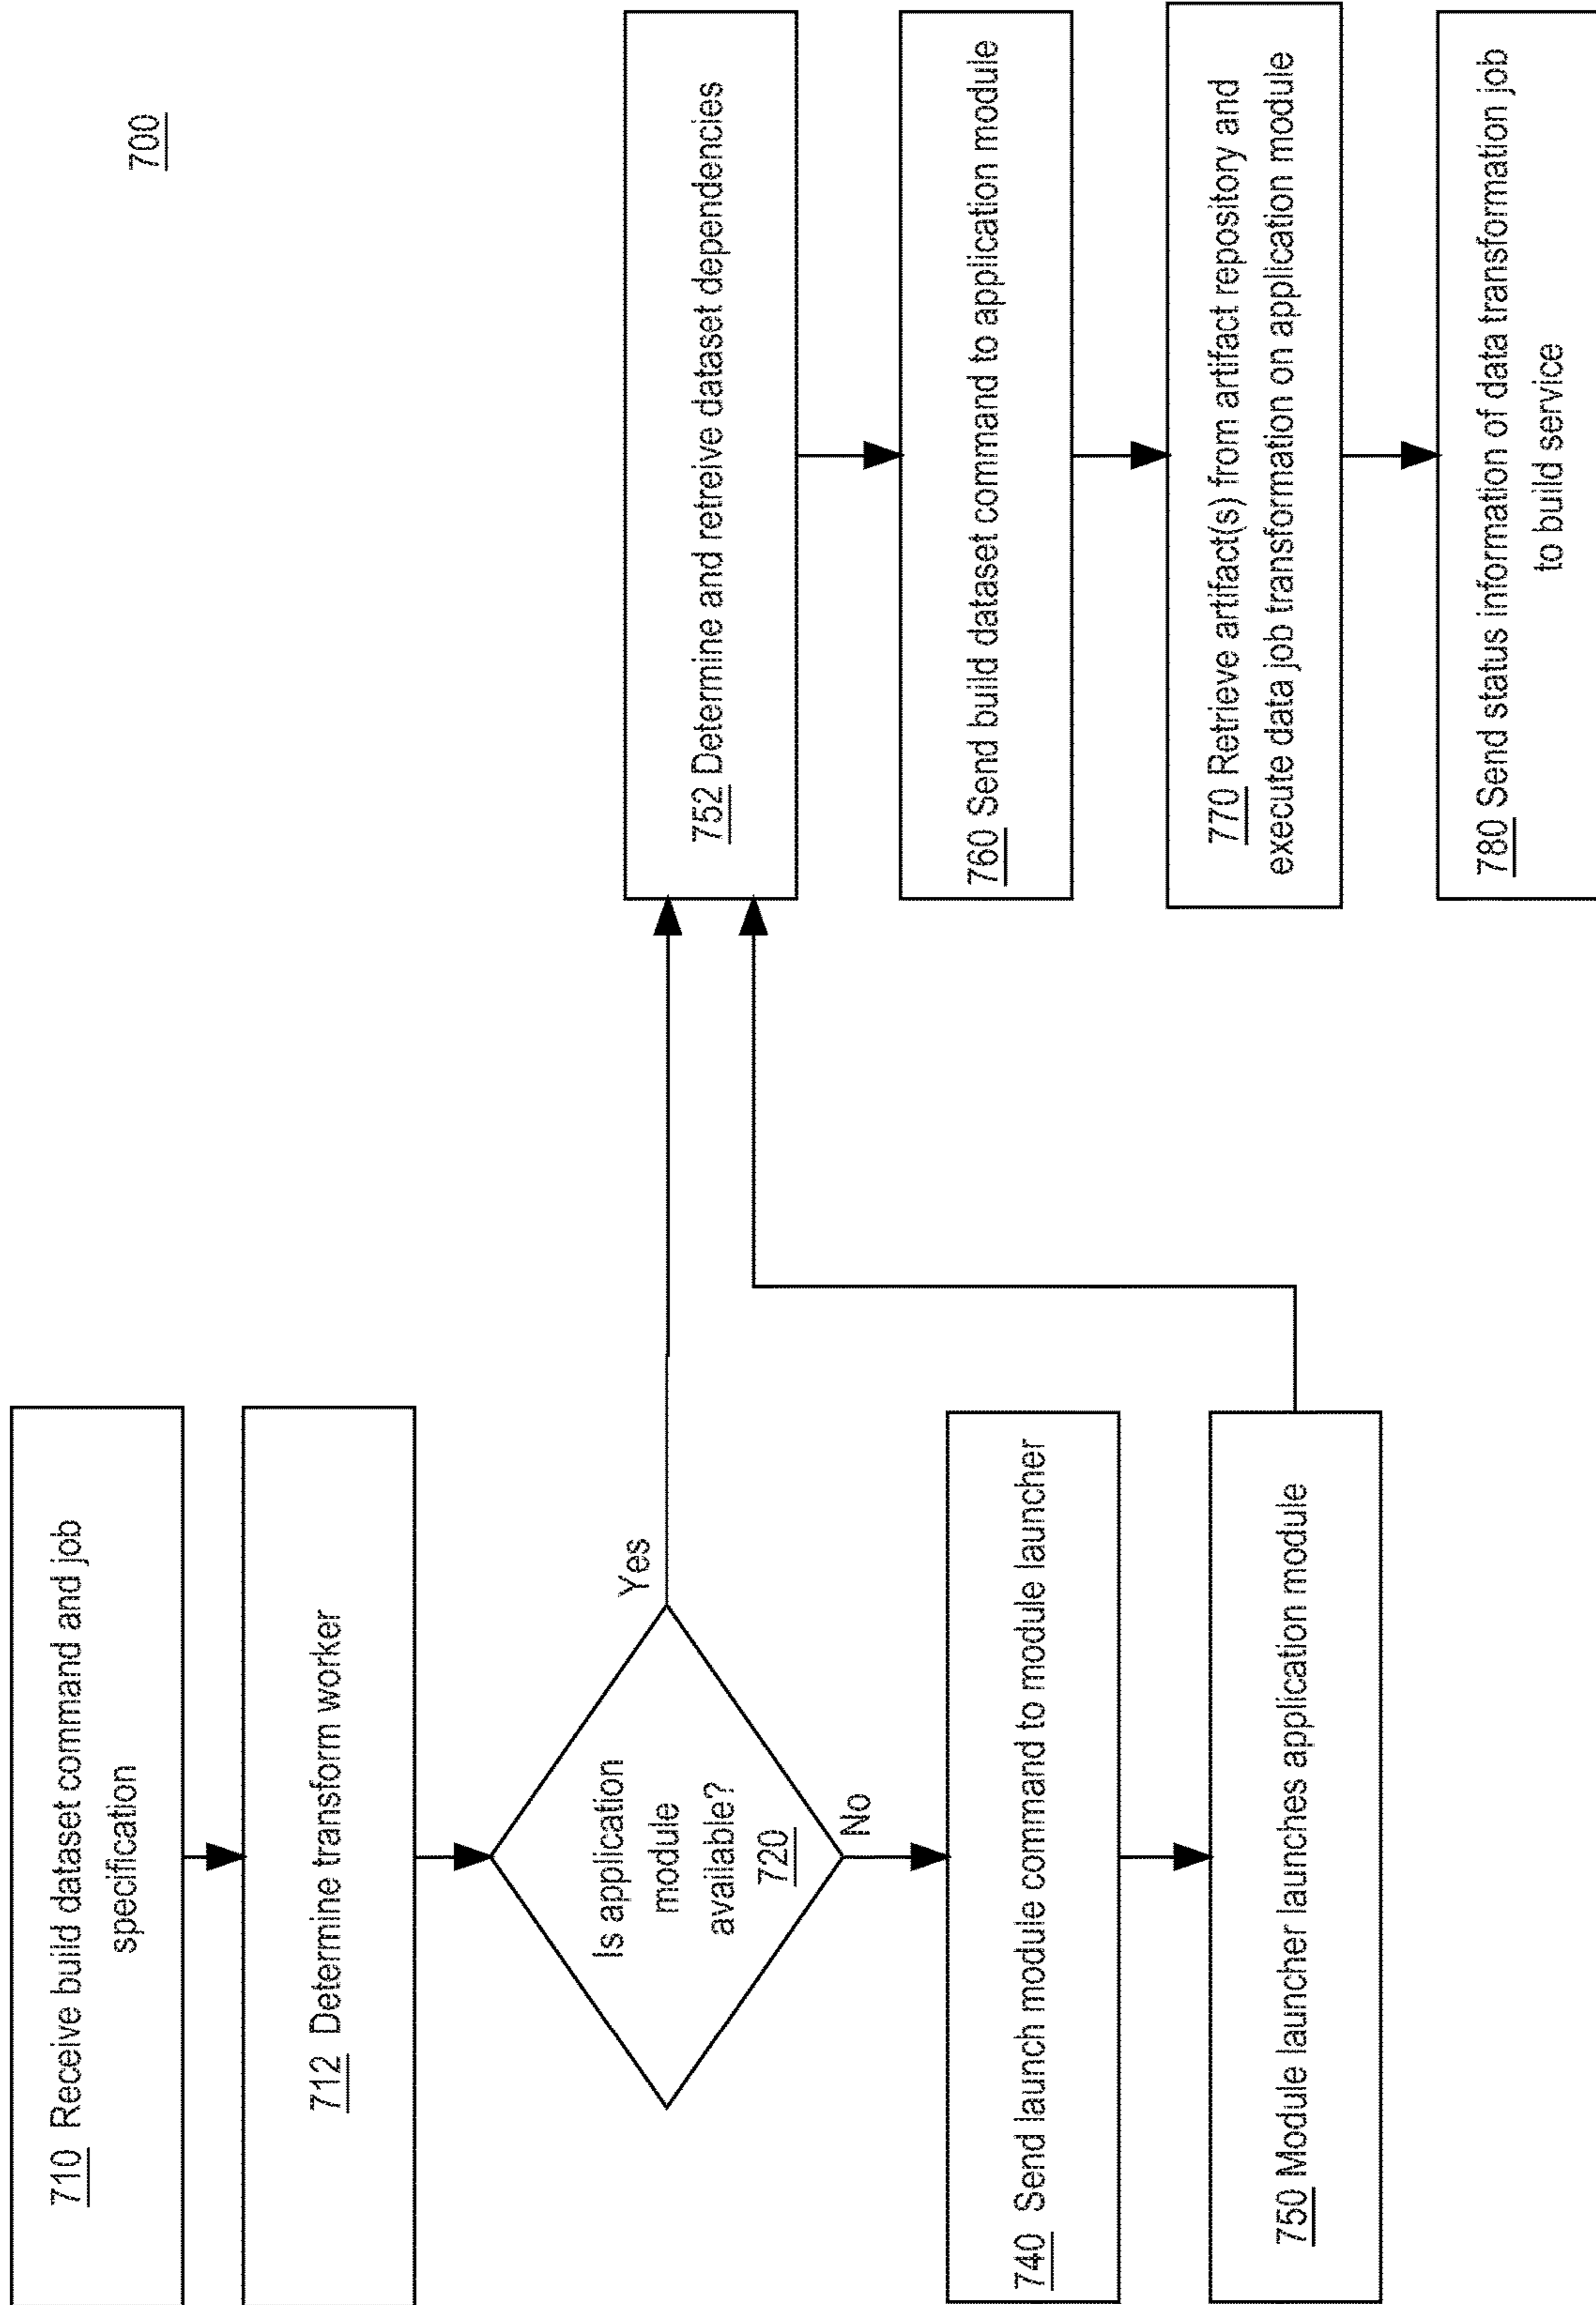 700
710 Receive build dataset command and job
specification
712 Determine transform worker
Is application
module
available?
720
Yes
No
740 Send launch module command to module launcher
750 Module launcher launches application module
752 Determine and retreive dataset dependencies
760 Send build dataset command to application module
770 Retrieve artifact(s) from artifact repository and
execute data job transformation on application module
780 Send status information of data transformation job
to build service